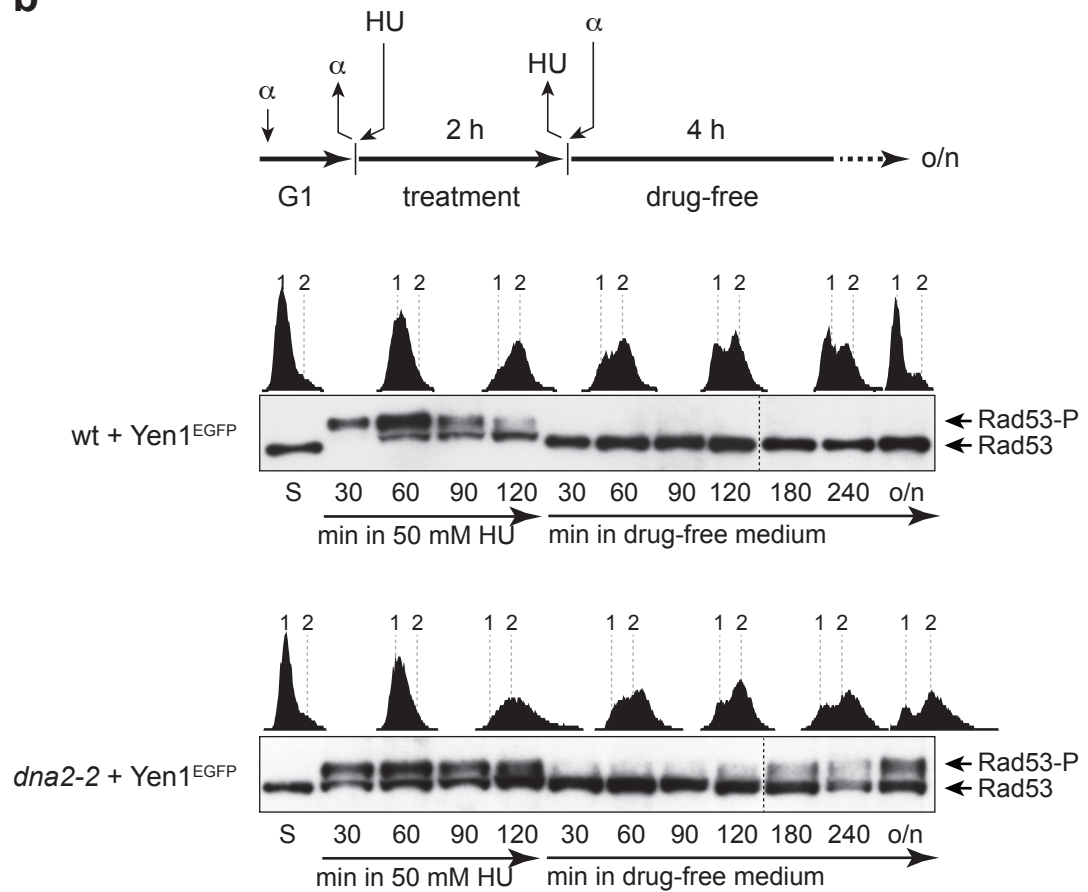 b
HU α
α HU
α
2 h 4 h
o/n
G1 treatment drug-free
1 2 1 2 1 2 1 2 1 2 1 2 1 2
wt + Yen1EGFP
Rad53-P
Rad53
S 30 60 90 120 30 60 90 120 180 240 o/n
min in 50 mM HU min in drug-free medium
1 2 1 2 1 2 1 2 1 2 1 2 1 2
dna2-2 + Yen1EGFP
Rad53-P
Rad53
S 30 60 90 120 30 60 90 120 180 240 o/n
min in 50 mM HU min in drug-free medium